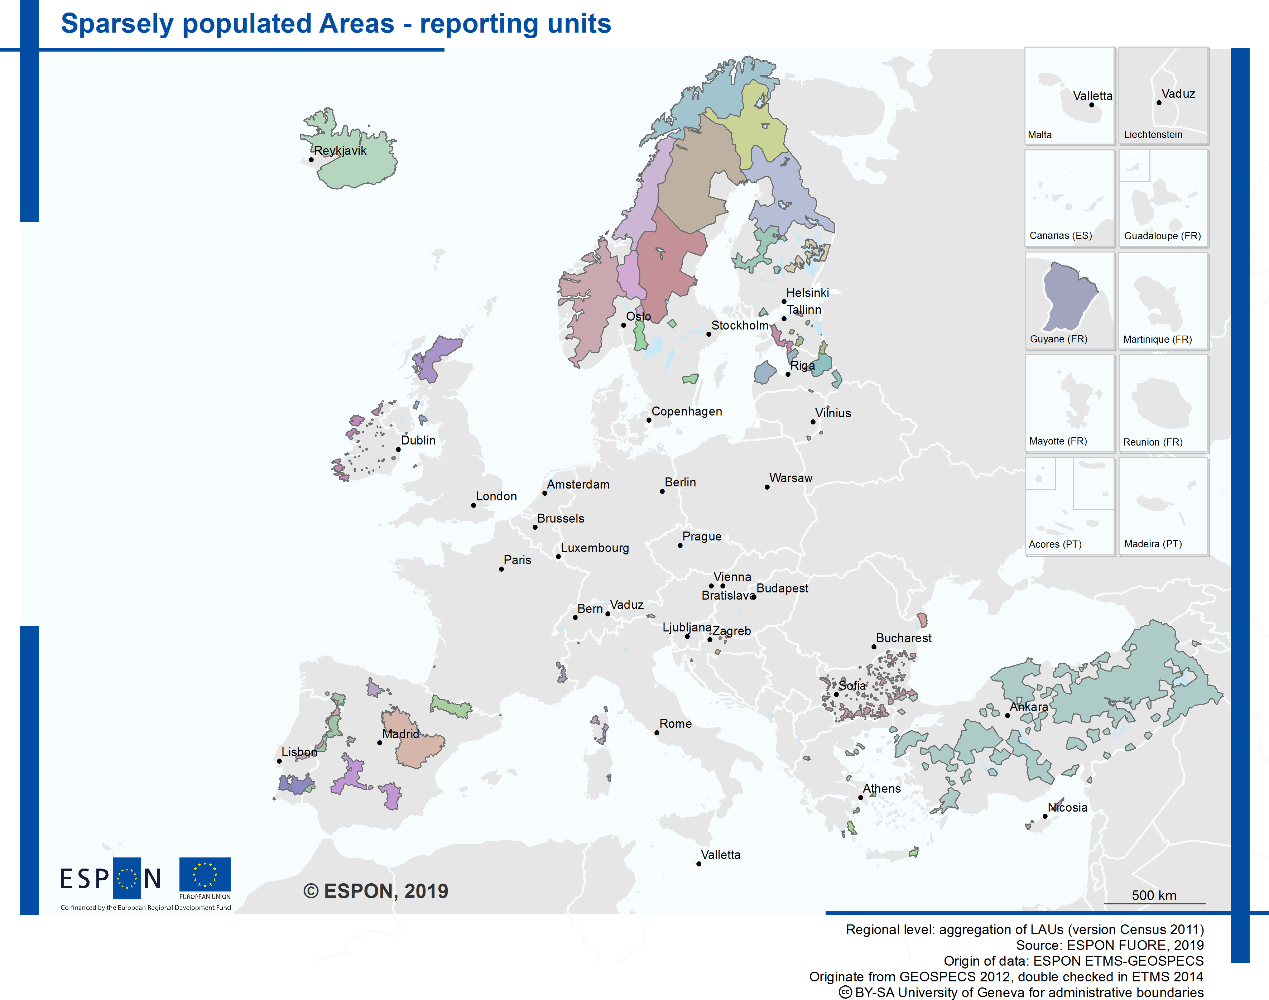 Sparsely populated Areas - reporting units
Reykjavik
Valletta
Vaduz
Malta
Liechtenstein
Canarias (ES)
Guadaloupe (FR)
Guyane (FR)
Martinique (FR)
Mayotte (FR)
Reunion (FR)
Acores (PT)
Madeira (PT)
Helsinki
Tallinn
Oslo
Stockholm
Riga
Copenhagen
Vilnius
Dublin
Amsterdam
Berlin
Warsaw
London
Brussels
Prague
Luxembourg
Paris
Vienna
Bratislava
Budapest
Bern
Vaduz
Ljubljana
Zagreb
Bucharest
Sofia
Madrid
Ankara
Rome
Lisbon
Athens
Nicosia
Valletta
ESPON
EUROPEAN UNION
Co-financed by the European Regional Development Fund
© ESPON, 2019
500 km
Regional level: aggregation of LAUs (version Census 2011)
Source: ESPON FUORE, 2019
Origin of data: ESPON ETMS-GEOSPECS
Originate from GEOSPECS 2012, double checked in ETMS 2014
cc BY-SA University of Geneva for administrative boundaries